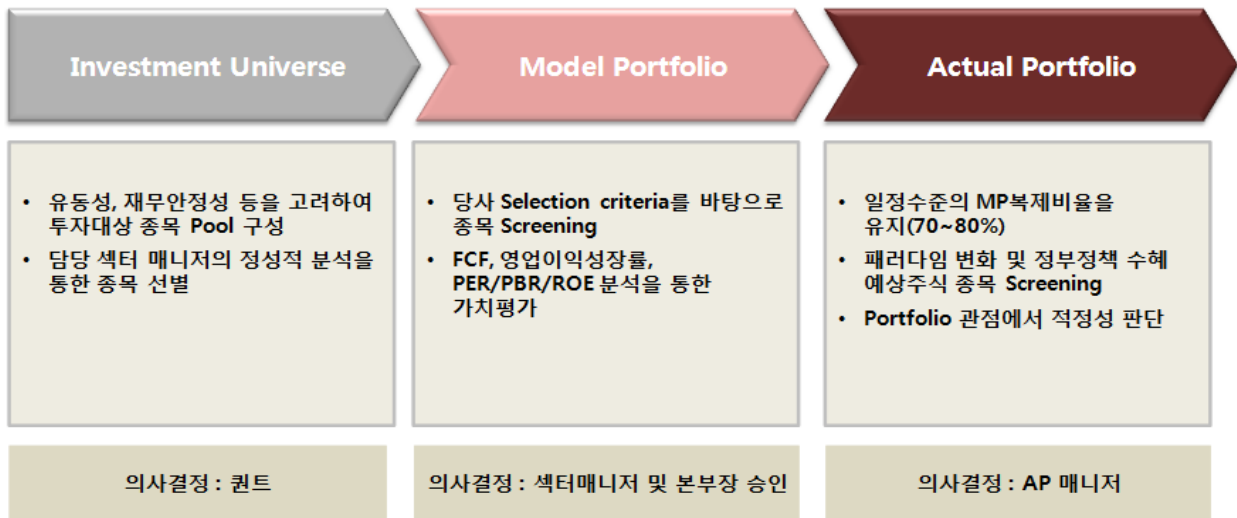 Investment Universe
Model Portfolio
Actual Portfolio
• 유동성, 재무안정성 등을 고려하여
투자대상 종목 Pool 구성
• 담당 섹터 매니저의 정성적 분석을
통한 종목 선별
• 당사 Selection criteria를 바탕으로
종목 Screening
• FCF, 영업이익성장률,
PER/PBR/ROE 분석을 통한
가치평가
• 일정수준의 MP복제비율을
유지(70~80%)
• 패러다임 변화 및 정부정책 수혜
예상주식 종목 Screening
• Portfolio 관점에서 적정성 판단
의사결정 : 퀀트
의사결정 : 섹터매니저 및 본부장 승인
의사결정 : AP 매니저